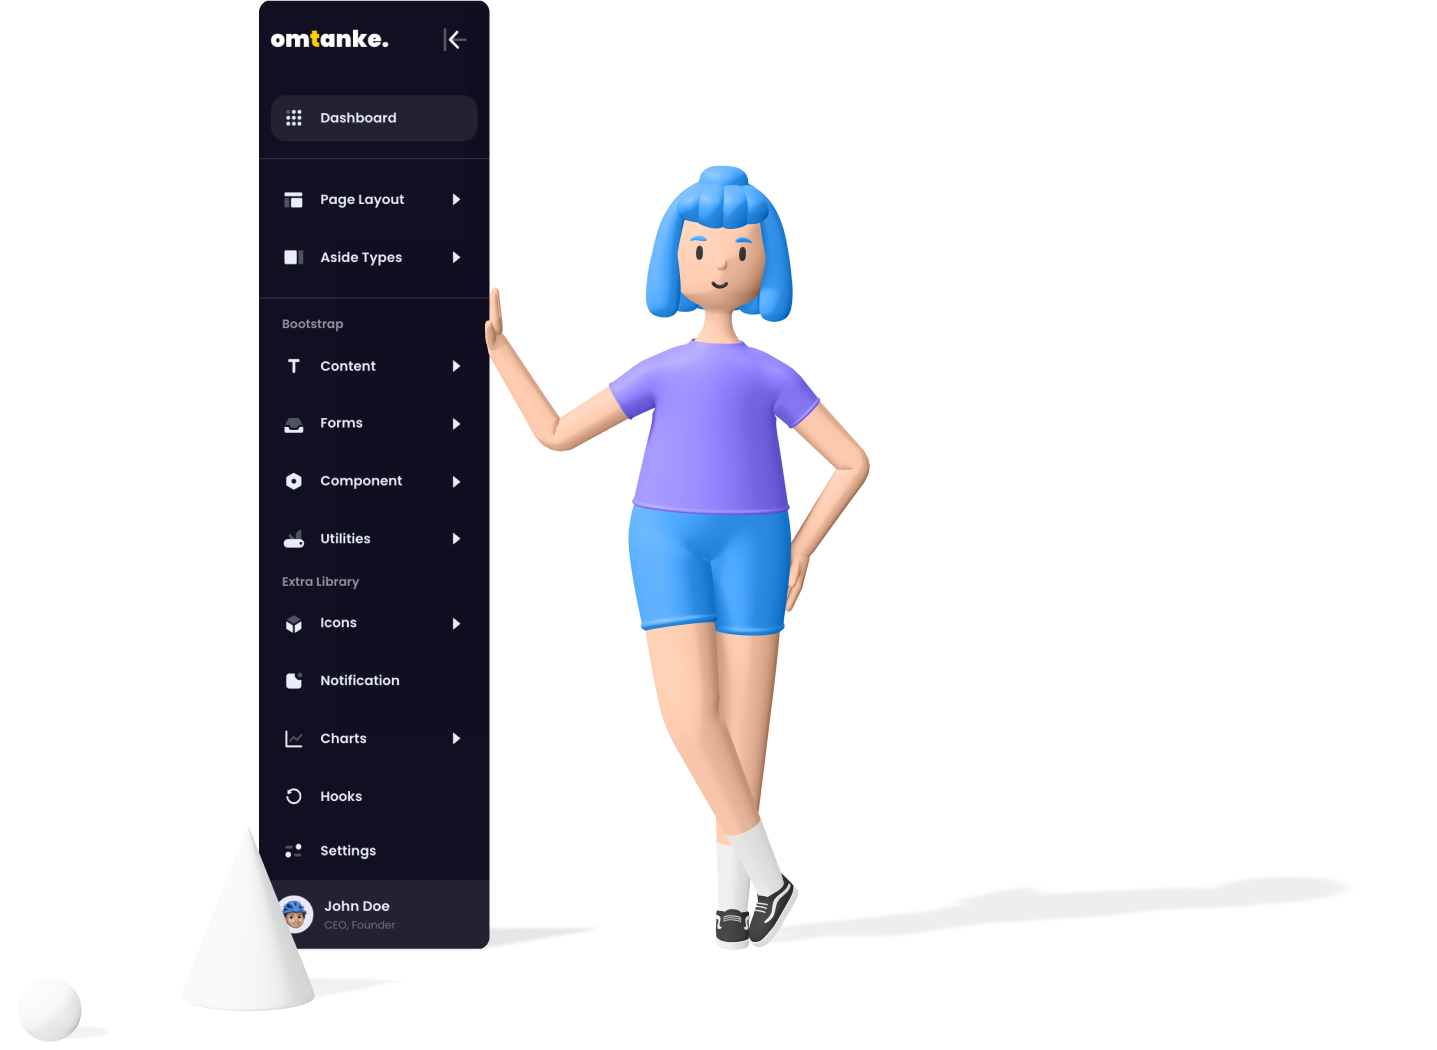 omtanke.
Dashboard
Page Layout
Aside Types
Bootstrap
Content
Forms
Component
Utilities
Extra Library
Icons
Notification
Charts
Hooks
Settings
John Doe
CEO, Founder